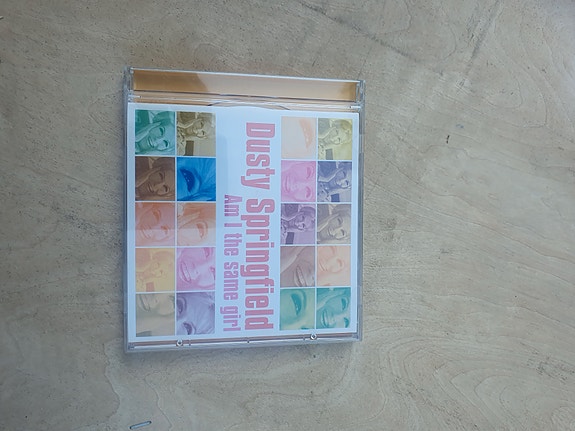 Dusty Springfield
Am I the same girl